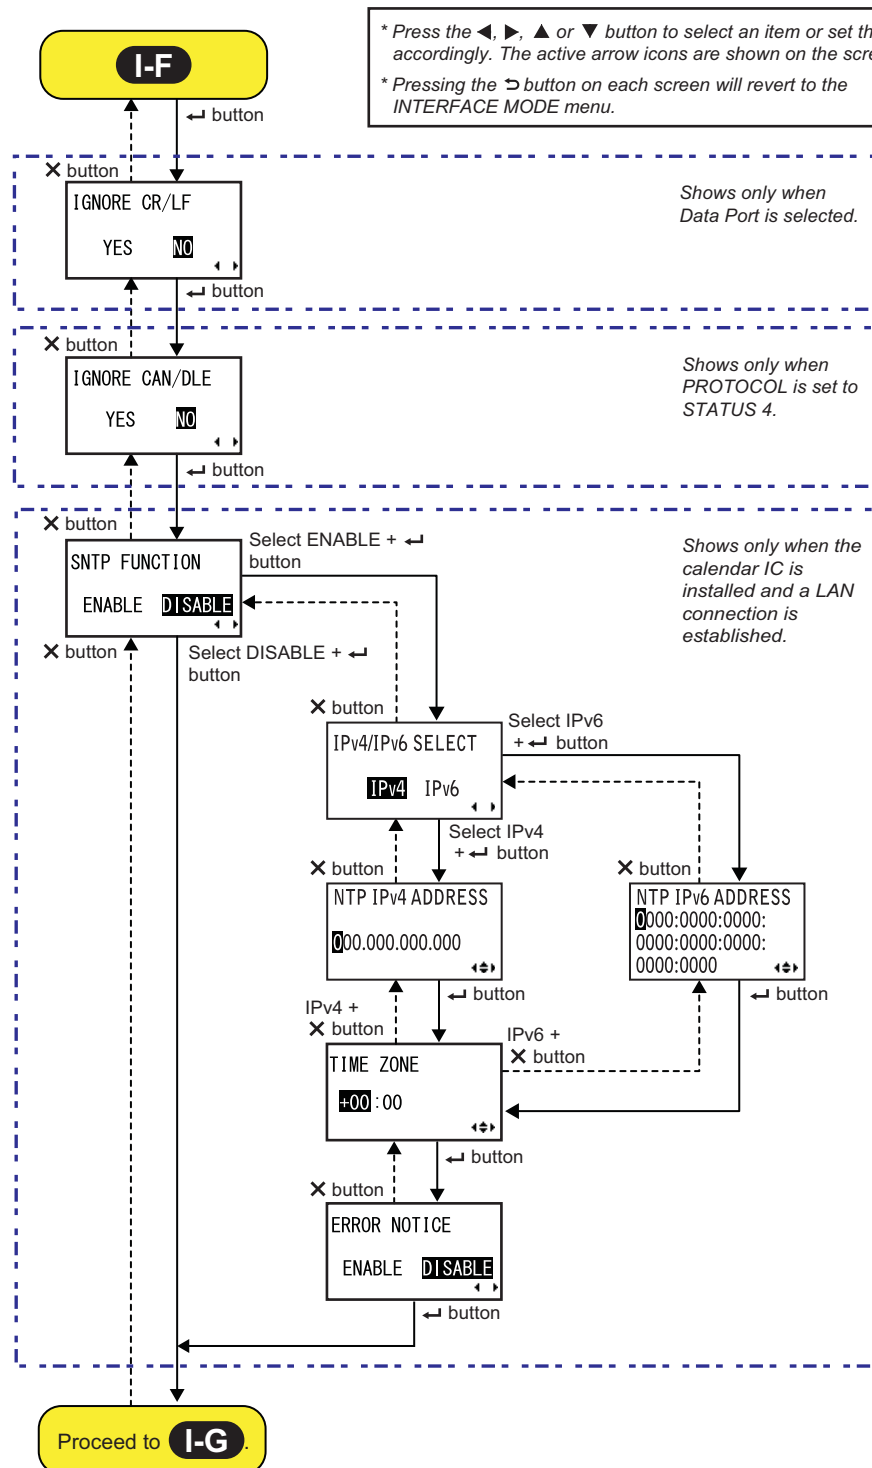 * Press the ◀, ▶, ▲ or ▼ button to select an item or set th
accordingly. The active arrow icons are shown on the scre
* Pressing the ⮌ button on each screen will revert to the
INTERFACE MODE menu.
I-F
↵ button
✕ button
IGNORE CR/LF
YES NO
Shows only when
Data Port is selected.
↵ button
✕ button
IGNORE CAN/DLE
YES NO
Shows only when
PROTOCOL is set to
STATUS 4.
↵ button
✕ button
SNTP FUNCTION
ENABLE DISABLE
Select ENABLE + ↵
button
Shows only when the
calendar IC is
installed and a LAN
connection is
established.
✕ button
Select DISABLE + ↵
button
✕ button
IPv4/IPv6 SELECT
IPv4 IPv6
Select IPv6
+ ↵ button
Select IPv4
+ ↵ button
✕ button
NTP IPv4 ADDRESS
000.000.000.000
✕ button
NTP IPv6 ADDRESS
0000:0000:0000:
0000:0000:0000:
0000:0000
↵ button
↵ button
IPv4 +
✕ button
IPv6 +
✕ button
TIME ZONE
+00:00
↵ button
✕ button
ERROR NOTICE
ENABLE DISABLE
↵ button
Proceed to I-G.